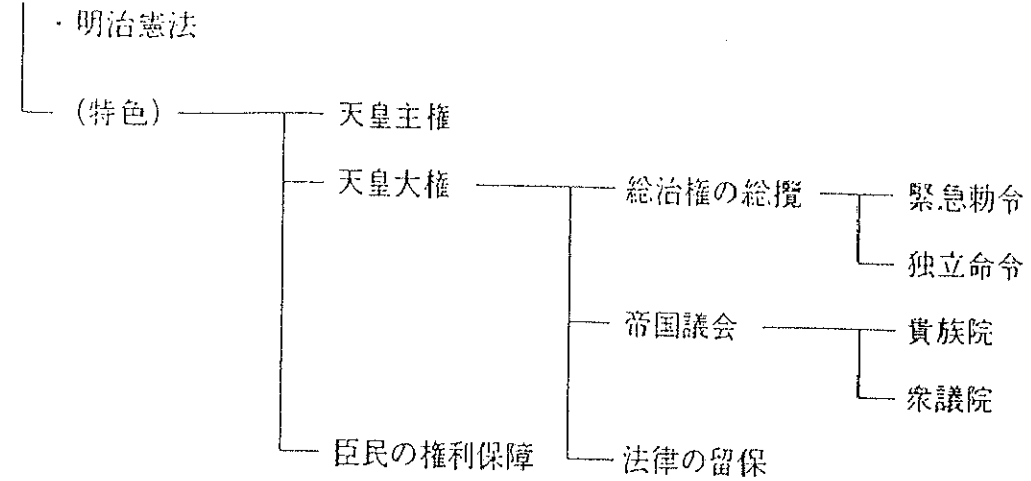 ・明治憲法
(特色)
天皇主権
天皇大権
総治権の総攬
緊急勅令
独立命令
帝国議会
貴族院
衆議院
臣民の権利保障
法律の留保